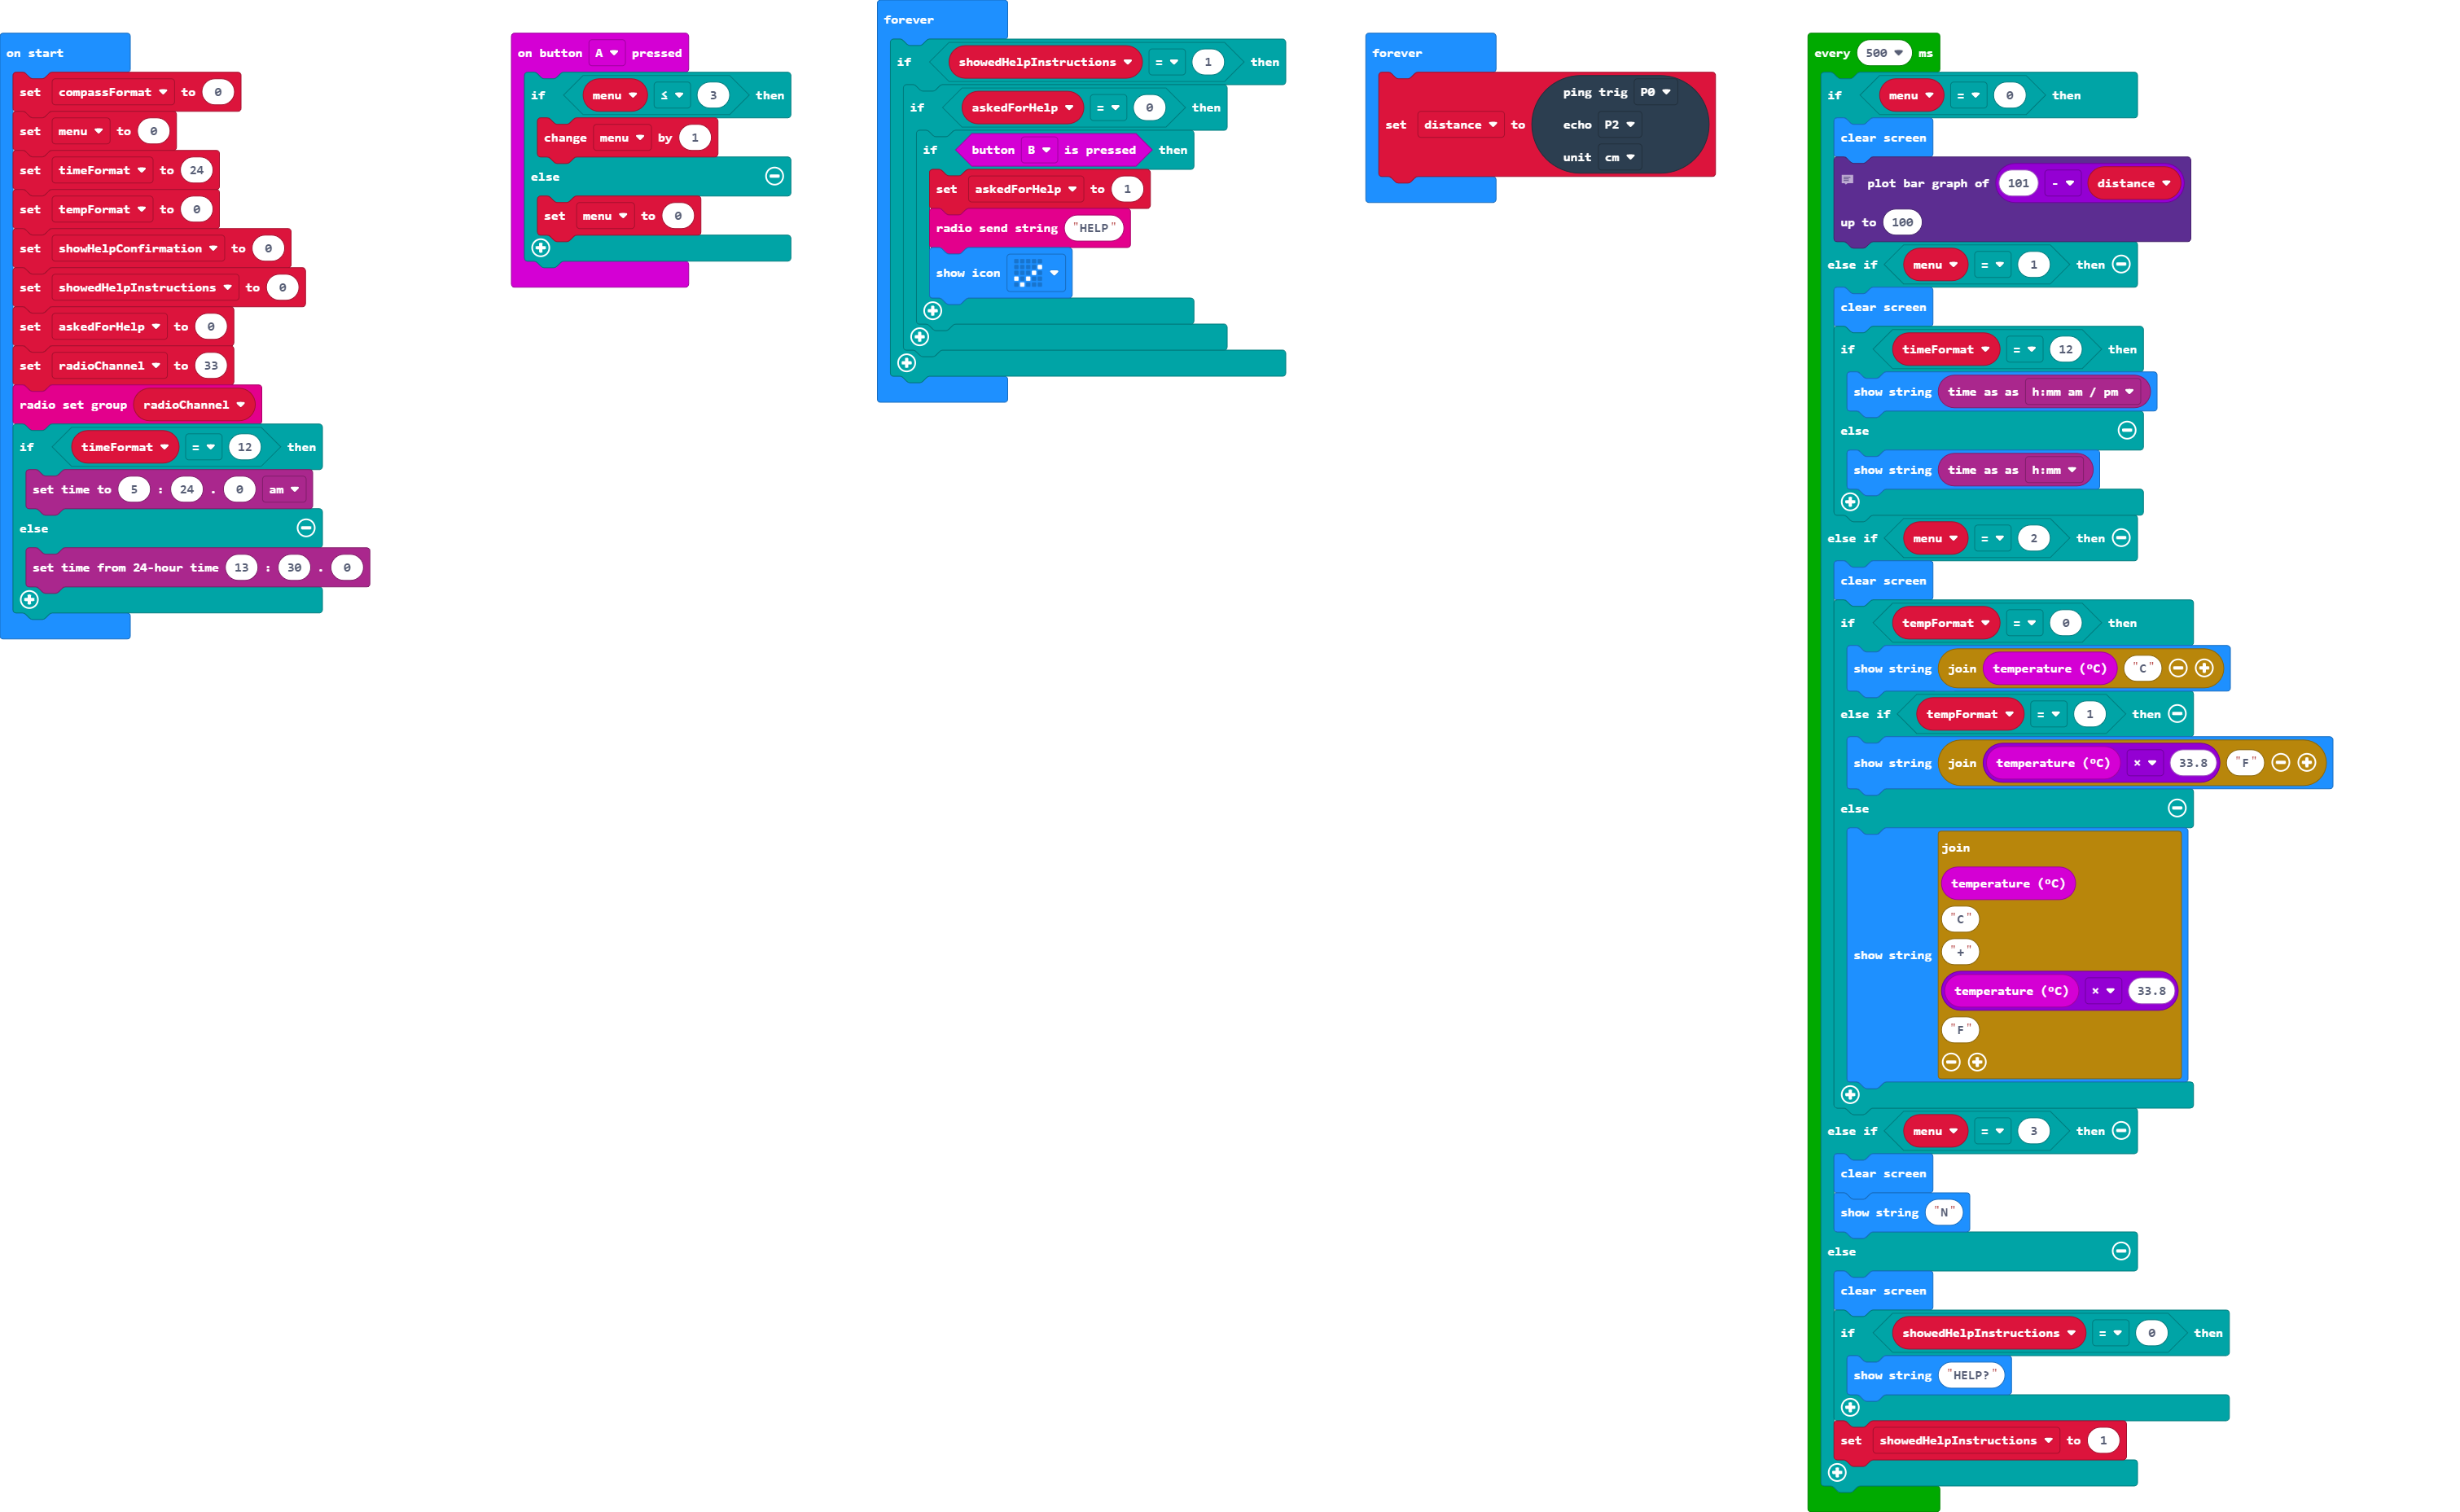 on start
set compassFormat to 0
set menu to 0
set timeFormat to 24
set tempFormat to 0
set showHelpConfirmation to 0
set showedHelpInstructions to 0
set askedForHelp to 0
set radioChannel to 33
radio set group radioChannel
if timeFormat = 12 then
set time to 5 : 24 . 0 am
else
set time from 24-hour time 13 : 30 . 0
on button A pressed
if menu ≤ 3 then
change menu by 1
else
set menu to 0
forever
if showedHelpInstructions = 1 then
if askedForHelp = 0 then
if button B is pressed then
set askedForHelp to 1
radio send string "HELP"
show icon
forever
set distance to ping trig P0
echo P2
unit cm
every 500 ms
if menu = 0 then
clear screen
plot bar graph of 101 - distance
up to 100
else if menu = 1 then
clear screen
if timeFormat = 12 then
show string time as as h:mm am / pm
else
show string time as as h:mm
else if menu = 2 then
clear screen
if tempFormat = 0 then
show string join temperature (ºC) "C"
else if tempFormat = 1 then
show string join temperature (ºC) × 33.8 "F"
else
show string join
temperature (ºC)
"C"
"+"
temperature (ºC) × 33.8
"F"
else if menu = 3 then
clear screen
show string "N"
else
clear screen
if showedHelpInstructions = 0 then
show string "HELP?"
set showedHelpInstructions to 1